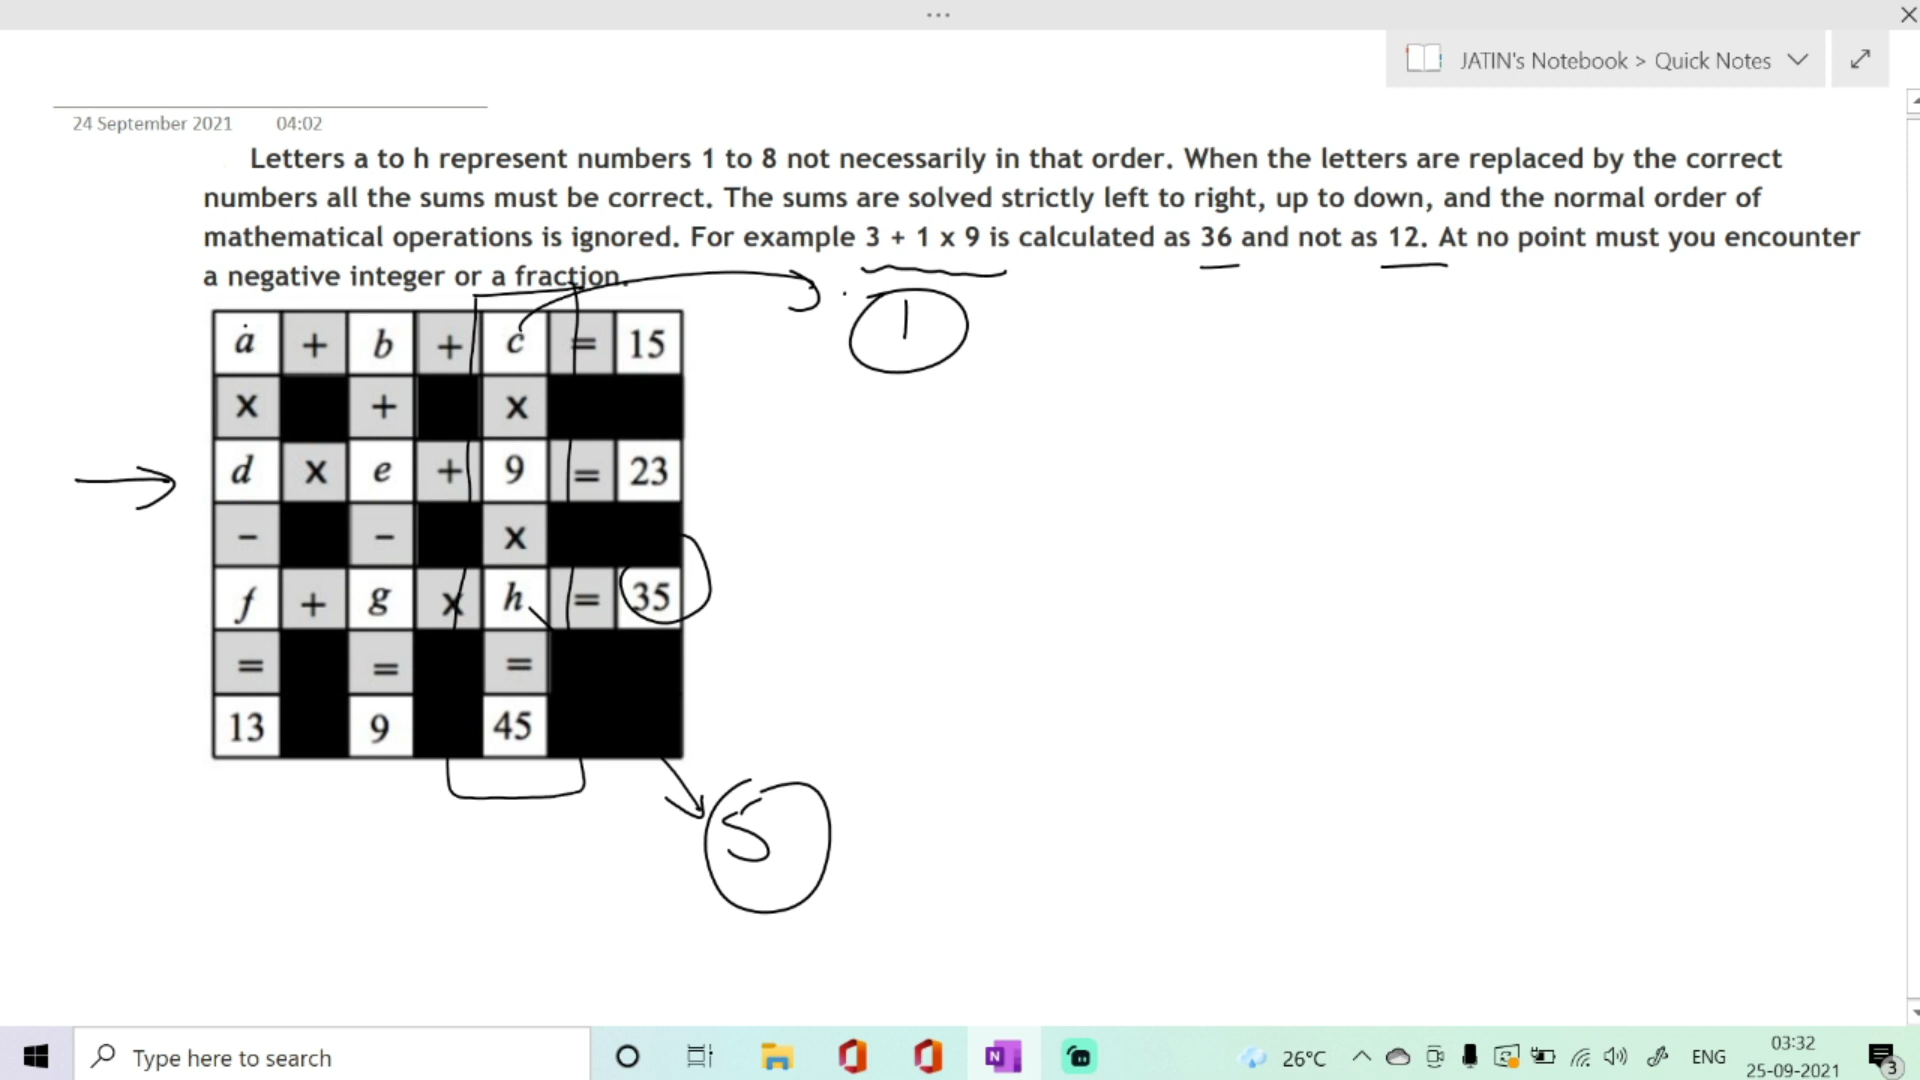 JATIN's Notebook > Quick Notes
24 September 2021 04:02
Letters a to h represent numbers 1 to 8 not necessarily in that order. When the letters are replaced by the correct
numbers all the sums must be correct. The sums are solved strictly left to right, up to down, and the normal order of
mathematical operations is ignored. For example 3 + 1 x 9 is calculated as 36 and not as 12. At no point must you encounter
a negative integer or a fraction.
1
a + b + c = 15
x + x
d x e + 9 = 23
- - x
f + g x h = 35
= = =
13 9 45
5
Type here to search
26°C ENG 03:32
25-09-2021
3